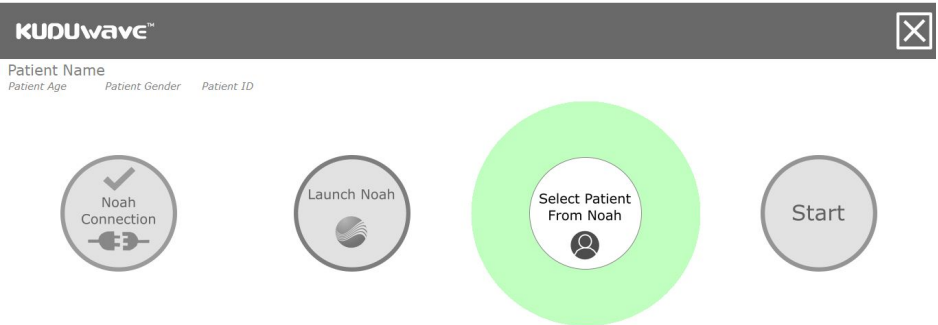 KUDUwave™
Patient Name
Patient Age Patient Gender Patient ID
Noah
Connection
Launch Noah
Select Patient
From Noah
Start